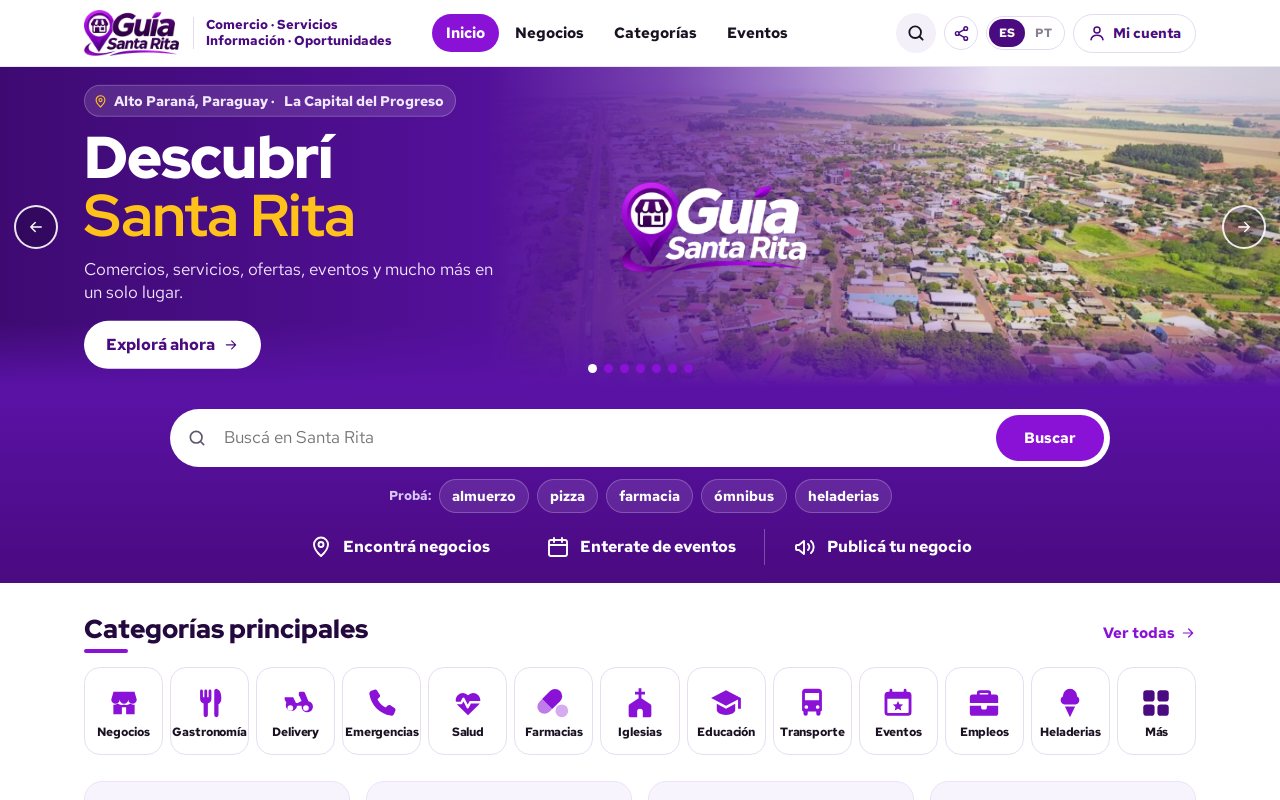 Guía
Santa Rita
Comercio · Servicios
Información · Oportunidades
Inicio
Negocios
Categorías
Eventos
ES
PT
Mi cuenta
Alto Paraná, Paraguay · La Capital del Progreso
Descubrí
Santa Rita
Guía
Santa Rita
Comercios, servicios, ofertas, eventos y mucho más en
un solo lugar.
Explorá ahora
Buscá en Santa Rita
Buscar
Probá:
almuerzo
pizza
farmacia
ómnibus
heladerias
Encontrá negocios
Enterate de eventos
Publicá tu negocio
Categorías principales
Ver todas
Negocios
Gastronomía
Delivery
Emergencias
Salud
Farmacias
Iglesias
Educación
Transporte
Eventos
Empleos
Heladerias
Más